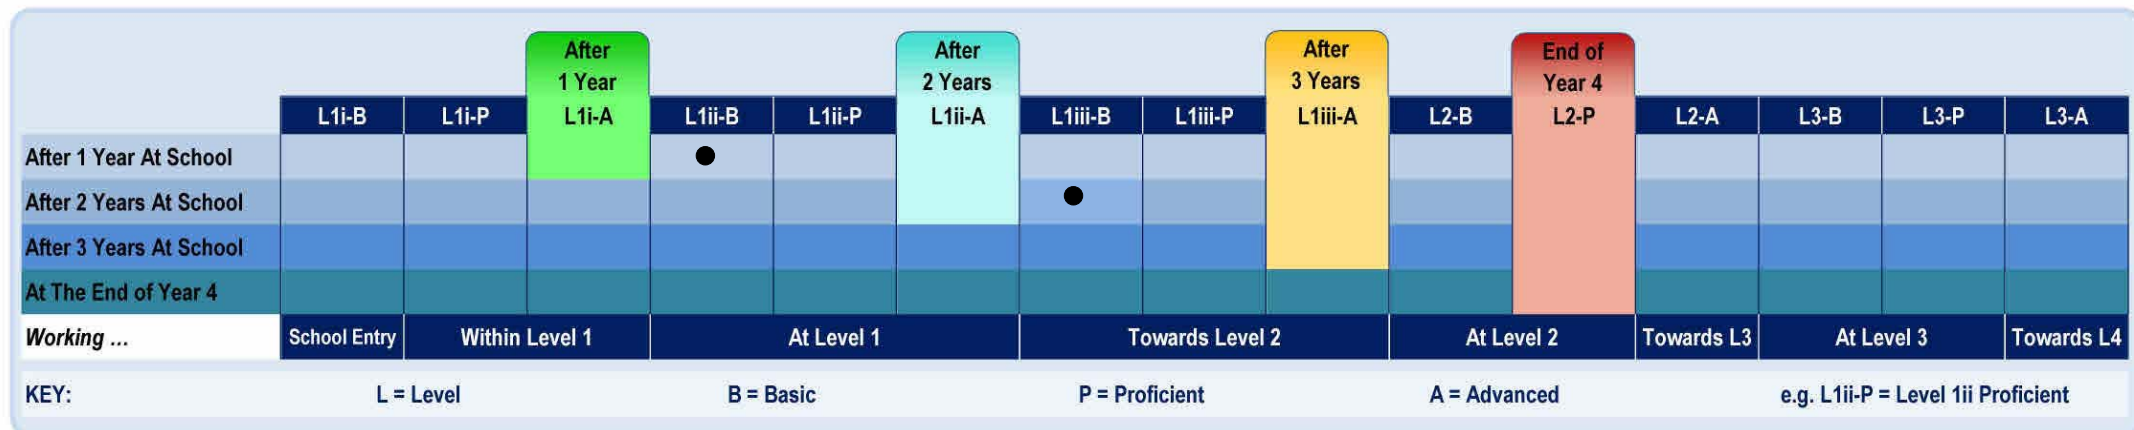 After 1 Year
After 2 Years
After 3 Years
End of Year 4
L1i-B L1i-P L1i-A L1ii-B L1ii-P L1ii-A L1iii-B L1iii-P L1iii-A L2-B L2-P L2-A L3-B L3-P L3-A
After 1 Year At School
After 2 Years At School
After 3 Years At School
At The End of Year 4
Working ... School Entry Within Level 1 At Level 1 Towards Level 2 At Level 2 Towards L3 At Level 3 Towards L4
KEY: L = Level B = Basic P = Proficient A = Advanced e.g. L1ii-P = Level 1ii Proficient